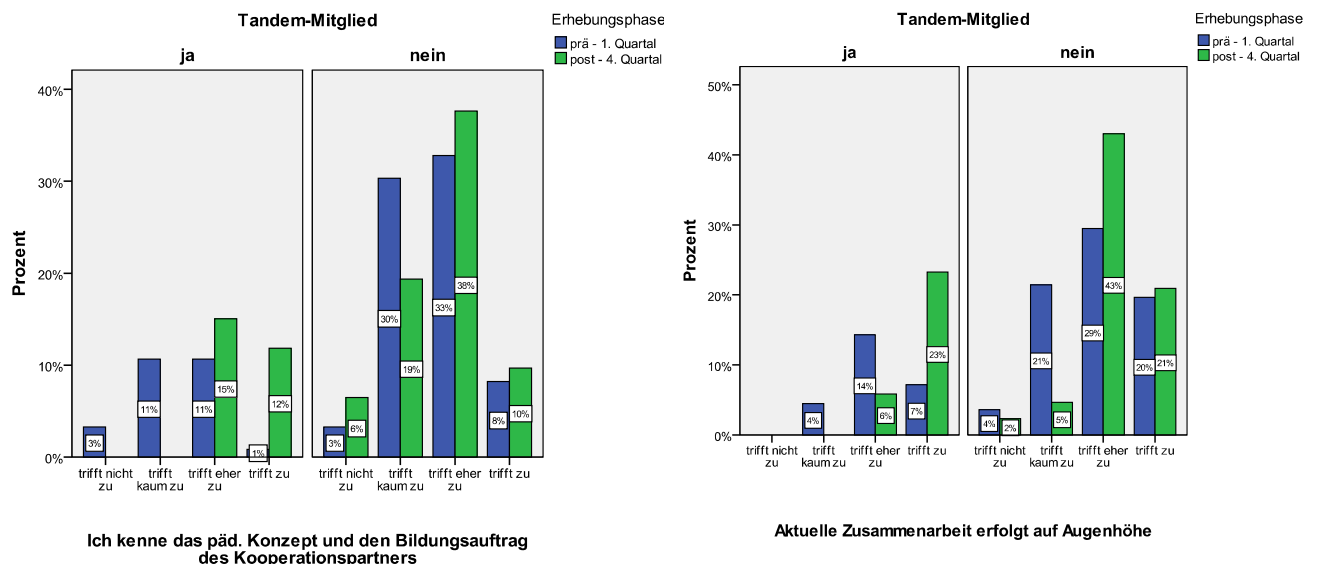 Tandem-Mitglied
Erhebungsphase
prä - 1. Quartal
post - 4. Quartal
ja
nein
40%
30%
20%
10%
0%
Prozent
3%
11%
11%
15%
1%
12%
3%
6%
30%
19%
33%
38%
8%
10%
trifft nicht zu
trifft kaum zu
trifft eher zu
trifft zu
trifft nicht zu
trifft kaum zu
trifft eher zu
trifft zu
Ich kenne das päd. Konzept und den Bildungsauftrag
des Kooperationspartners
Tandem-Mitglied
Erhebungsphase
prä - 1. Quartal
post - 4. Quartal
ja
nein
50%
40%
30%
20%
10%
0%
Prozent
4%
14%
6%
7%
23%
4%
2%
21%
5%
29%
43%
20%
21%
trifft nicht zu
trifft kaum zu
trifft eher zu
trifft zu
trifft nicht zu
trifft kaum zu
trifft eher zu
trifft zu
Aktuelle Zusammenarbeit erfolgt auf Augenhöhe